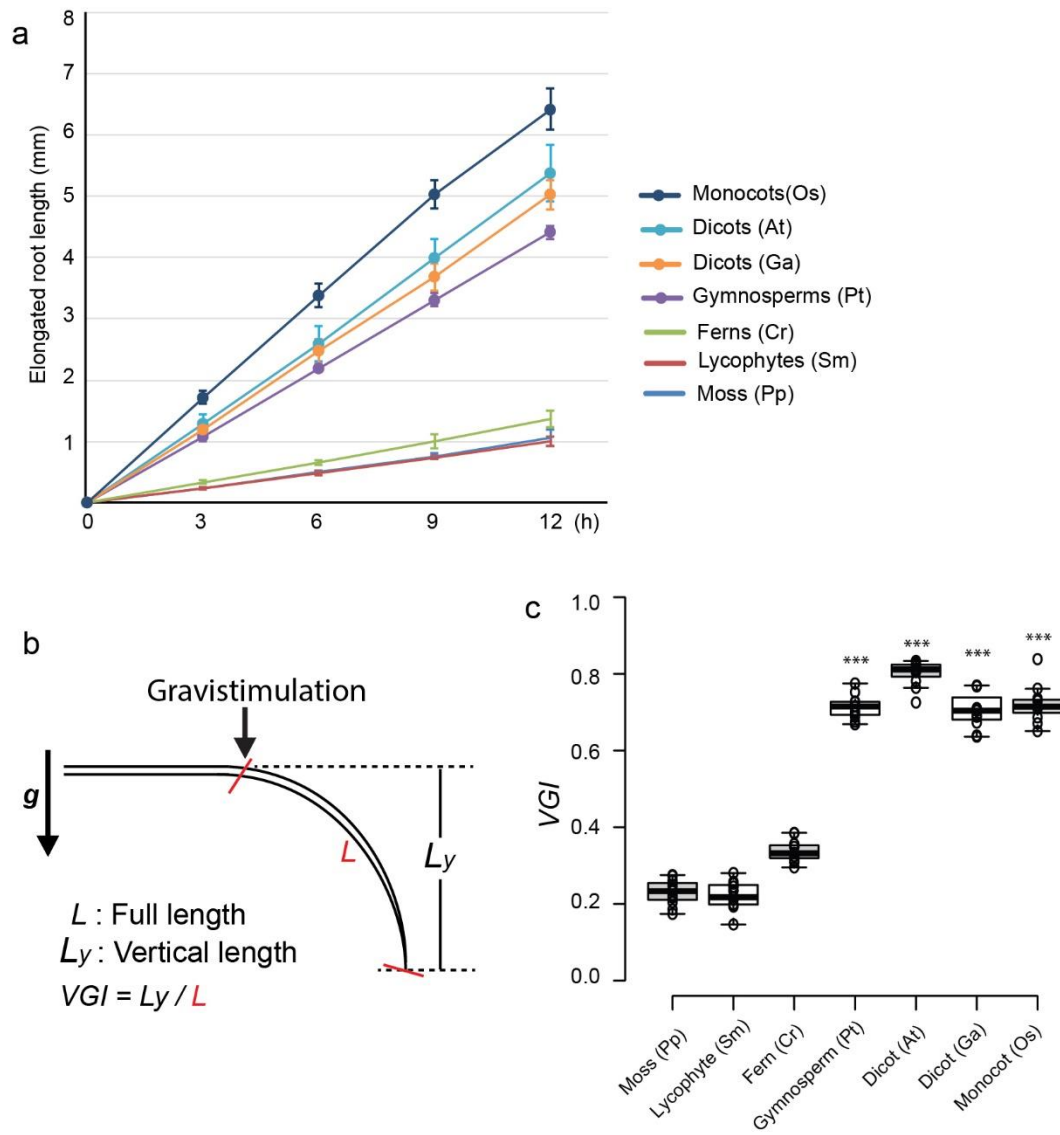 a
Elongated root length (mm)
8
7
6
5
4
3
2
1
0 3 6 9 12 (h)
Monocots(Os)
Dicots (At)
Dicots (Ga)
Gymnosperms (Pt)
Ferns (Cr)
Lycophytes (Sm)
Moss (Pp)
b
Gravistimulation
g
L
Ly
L : Full length
Ly : Vertical length
VGI = Ly / L
c
VGI
1.0
0.8
0.6
0.4
0.2
0.0
*** *** *** ***
Moss (Pp)
Lycophyte (Sm)
Fern (Cr)
Gymnosperm (Pt)
Dicot (At)
Dicot (Ga)
Monocot (Os)